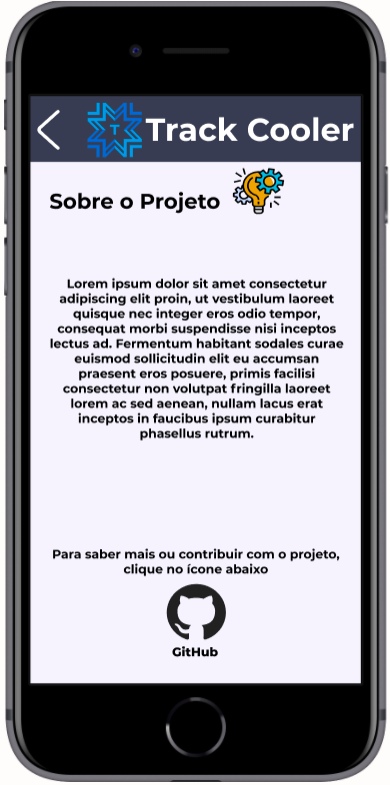 T
Track Cooler
Sobre o Projeto
Lorem ipsum dolor sit amet consectetur
adipiscing elit proin, ut vestibulum laoreet
quisque nec integer eros odio tempor,
consequat morbi suspendisse nisi inceptos
lectus ad. Fermentum habitant sodales curae
euismod sollicitudin elit eu accumsan
praesent eros posuere, primis facilisi
consectetur non volutpat fringilla laoreet
lorem ac sed aenean, nullam lacus erat
inceptos in faucibus ipsum curabitur
phasellus rutrum.
Para saber mais ou contribuir com o projeto,
clique no ícone abaixo
GitHub